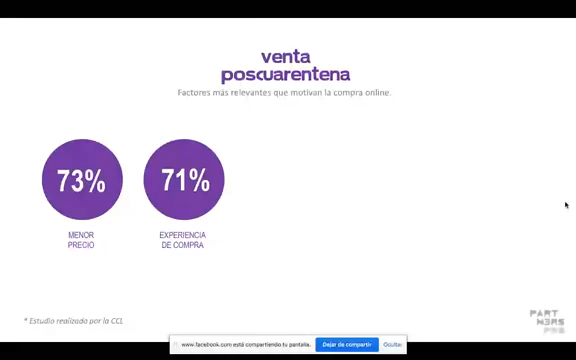 venta
poscuarentena
Factores más relevantes que motivan la compra online.
73%
71%
MENOR
PRECIO
EXPERIENCIA
DE COMPRA
* Estudio realizado por la CCL
PART
N3RS
www.facebook.com está compartiendo tu pantalla.
Dejar de compartir
Ocultar